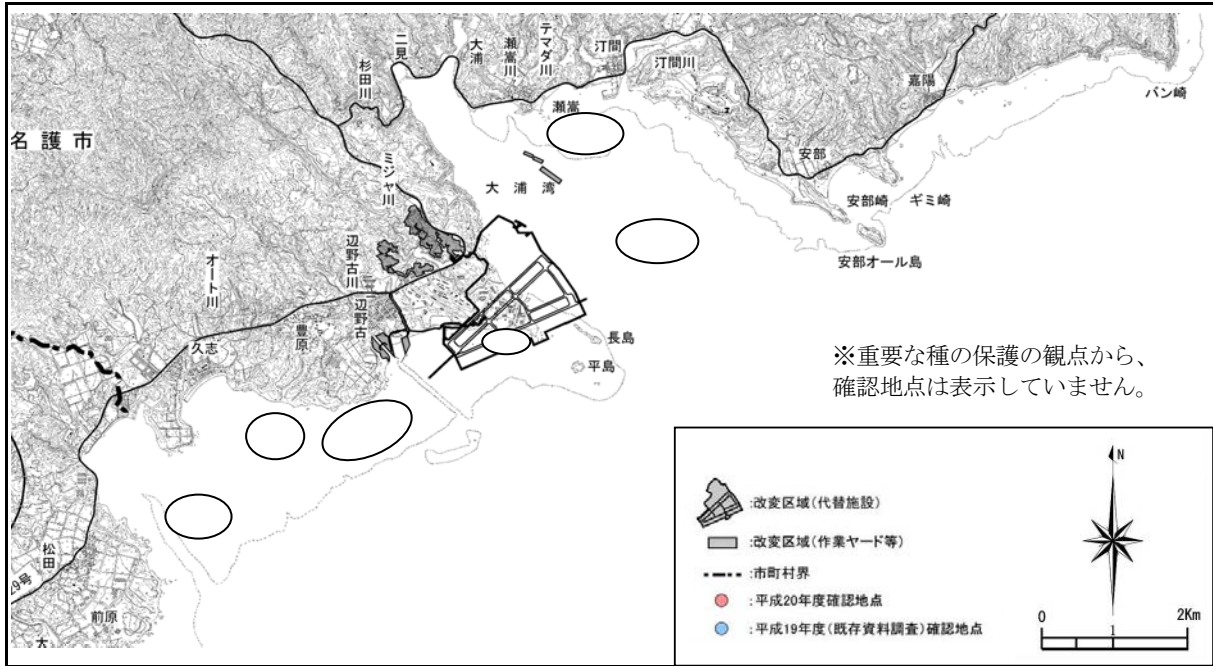 名護市
杉田川
二見
大浦
瀬嵩川
テマダ川
汀間
汀間川
嘉陽
バン崎
瀬嵩
安部
大浦湾
安部崎
ギミ崎
安部オール島
ミジャ川
辺野古川
辺野古
オート川
豊原
久志
長島
平島
松田
前原
29号
大
※重要な種の保護の観点から、
確認地点は表示していません。
:改変区域(代替施設)
:改変区域(作業ヤード等)
:市町村界
:平成20年度確認地点
:平成19年度(既存資料調査)確認地点
N
0 1 2Km